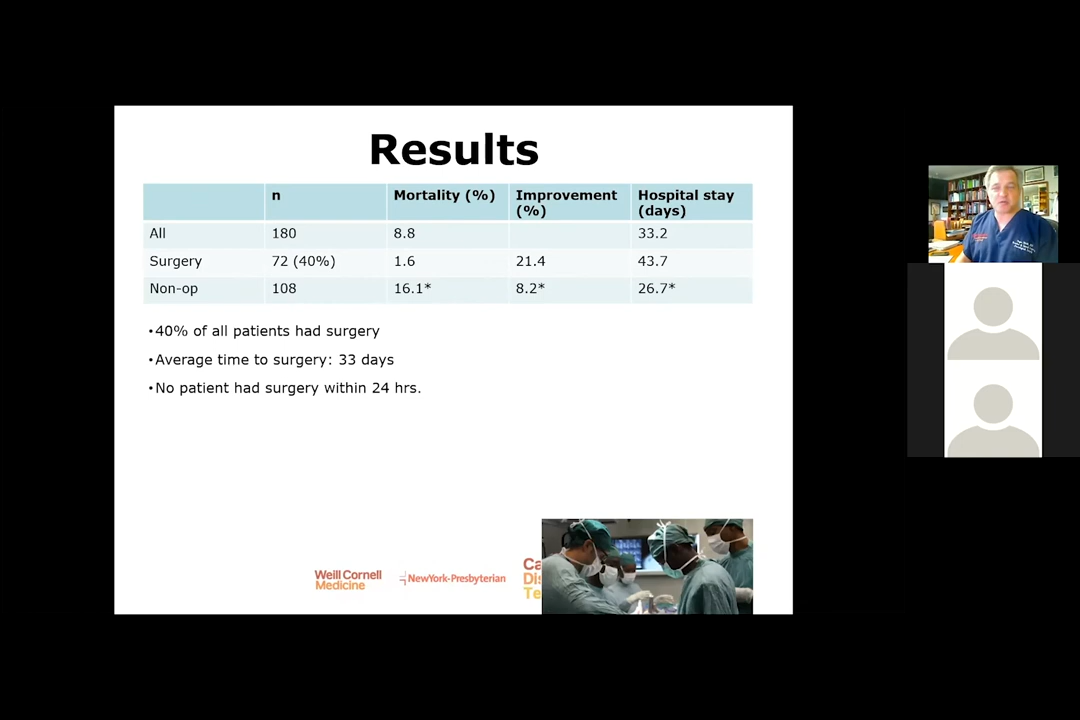 Results
n
Mortality (%)
Improvement (%)
Hospital stay (days)
All 180 8.8 33.2
Surgery 72 (40%) 1.6 21.4 43.7
Non-op 108 16.1* 8.2* 26.7*
•40% of all patients had surgery
•Average time to surgery: 33 days
•No patient had surgery within 24 hrs.
Weill Cornell
Medicine
NewYork-Presbyterian